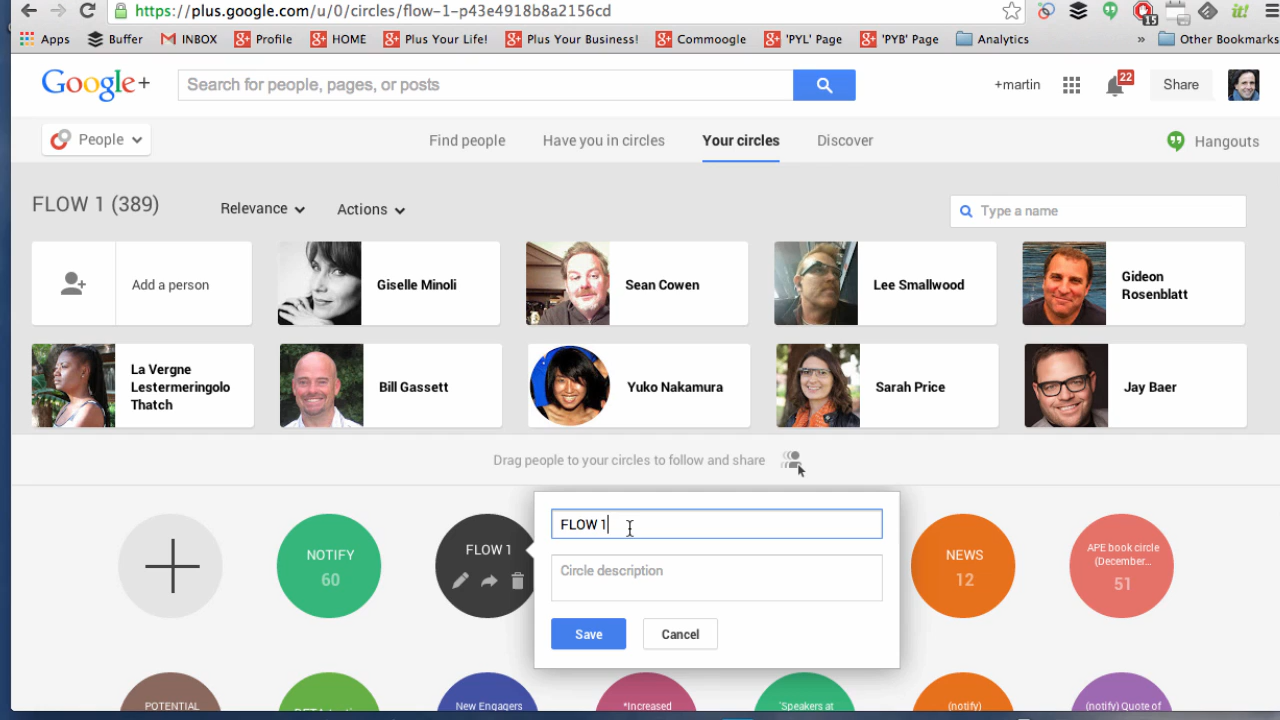 https://plus.google.com/u/0/circles/flow-1-p43e4918b8a2156cd
15
it!
Apps Buffer INBOX Profile HOME Plus Your Life! Plus Your Business! Commoogle 'PYL' Page 'PYB' Page Analytics » Other Bookmarks
Google+ Search for people, pages, or posts +martin 22 Share
People Find people Have you in circles Your circles Discover Hangouts
FLOW 1 (389) Relevance Actions Type a name
Add a person Giselle Minoli Sean Cowen Lee Smallwood Gideon
Rosenblatt
La Vergne
Lestermeringolo
Thatch
Bill Gassett Yuko Nakamura Sarah Price Jay Baer
Drag people to your circles to follow and share
FLOW 1
Circle description
Save Cancel
NOTIFY
60
FLOW 1
NEWS
12
APE book circle
(December...
51
POTENTIAL
New Engagers
*Increased
'Speakers at
(notify)
(notify) Quote of